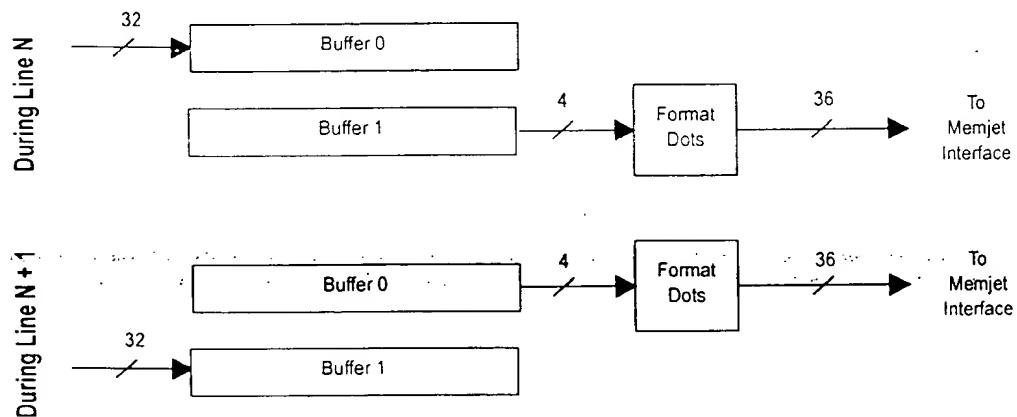 During Line N
32
Buffer 0
Buffer 1
4
Format
Dots
36
To
Memjet
Interface
During Line N + 1
Buffer 0
4
Format
Dots
36
To
Memjet
Interface
32
Buffer 1